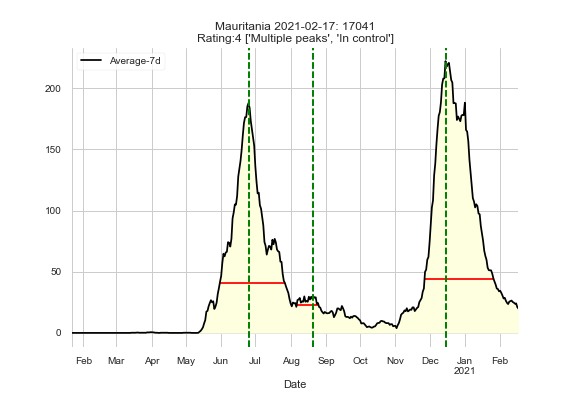 Mauritania 2021-02-17: 17041
Rating:4 ['Multiple peaks', 'In control']
Average-7d
200
150
100
50
0
Feb Mar Apr May Jun Jul Aug Sep Oct Nov Dec Jan Feb
2021
Date